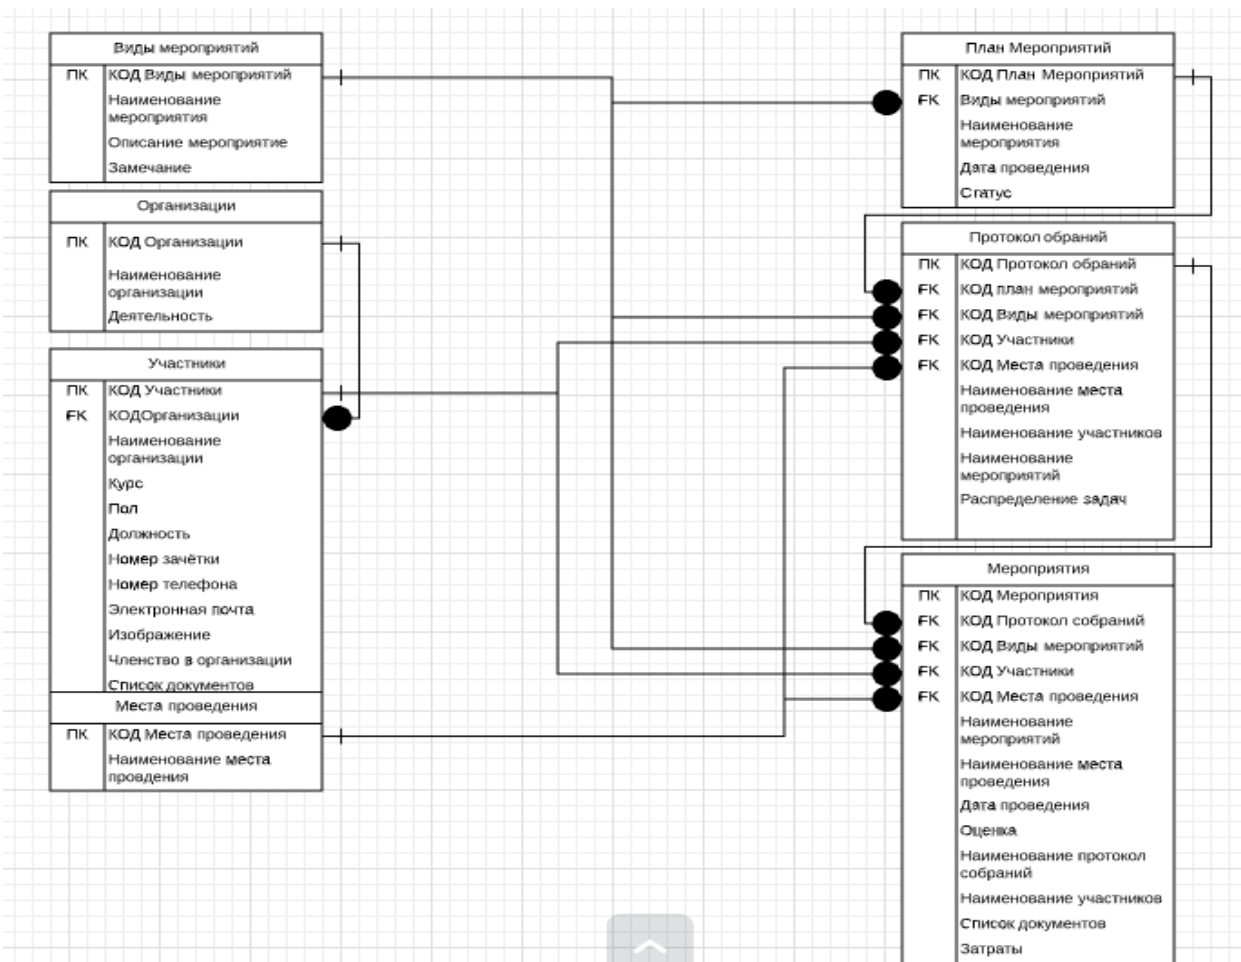 Виды мероприятий
ПК КОД Виды мероприятий
Наименование
мероприятия
Описание мероприятие
Замечание
Организации
ПК КОД Организации
Наименование
организации
Деятельность
Участники
ПК КОД Участники
FK КОДОрганизации
Наименование
организации
Курс
Пол
Должность
Номер зачётки
Номер телефона
Электронная почта
Изображение
Членство в организации
Список документов
Места проведения
ПК КОД Места проведения
Наименование места
провдения
План Мероприятий
ПК КОД План Мероприятий
FK Виды мероприятий
Наименование
мероприятия
Дата проведения
Статус
Протокол обраний
ПК КОД Протокол обраний
FK КОД план мероприятий
FK КОД Виды мероприятий
FK КОД Участники
FK КОД Места проведения
Наименование места
проведения
Наименование участников
Наименование
мероприятий
Распределение задач
Мероприятия
ПК КОД Мероприятия
FK КОД Протокол собраний
FK КОД Виды мероприятий
FK КОД Участники
FK КОД Места проведения
Наименование
мероприятий
Наименование места
проведения
Дата проведения
Оценка
Наименование протокол
собраний
Наименование участников
Список документов
Затраты